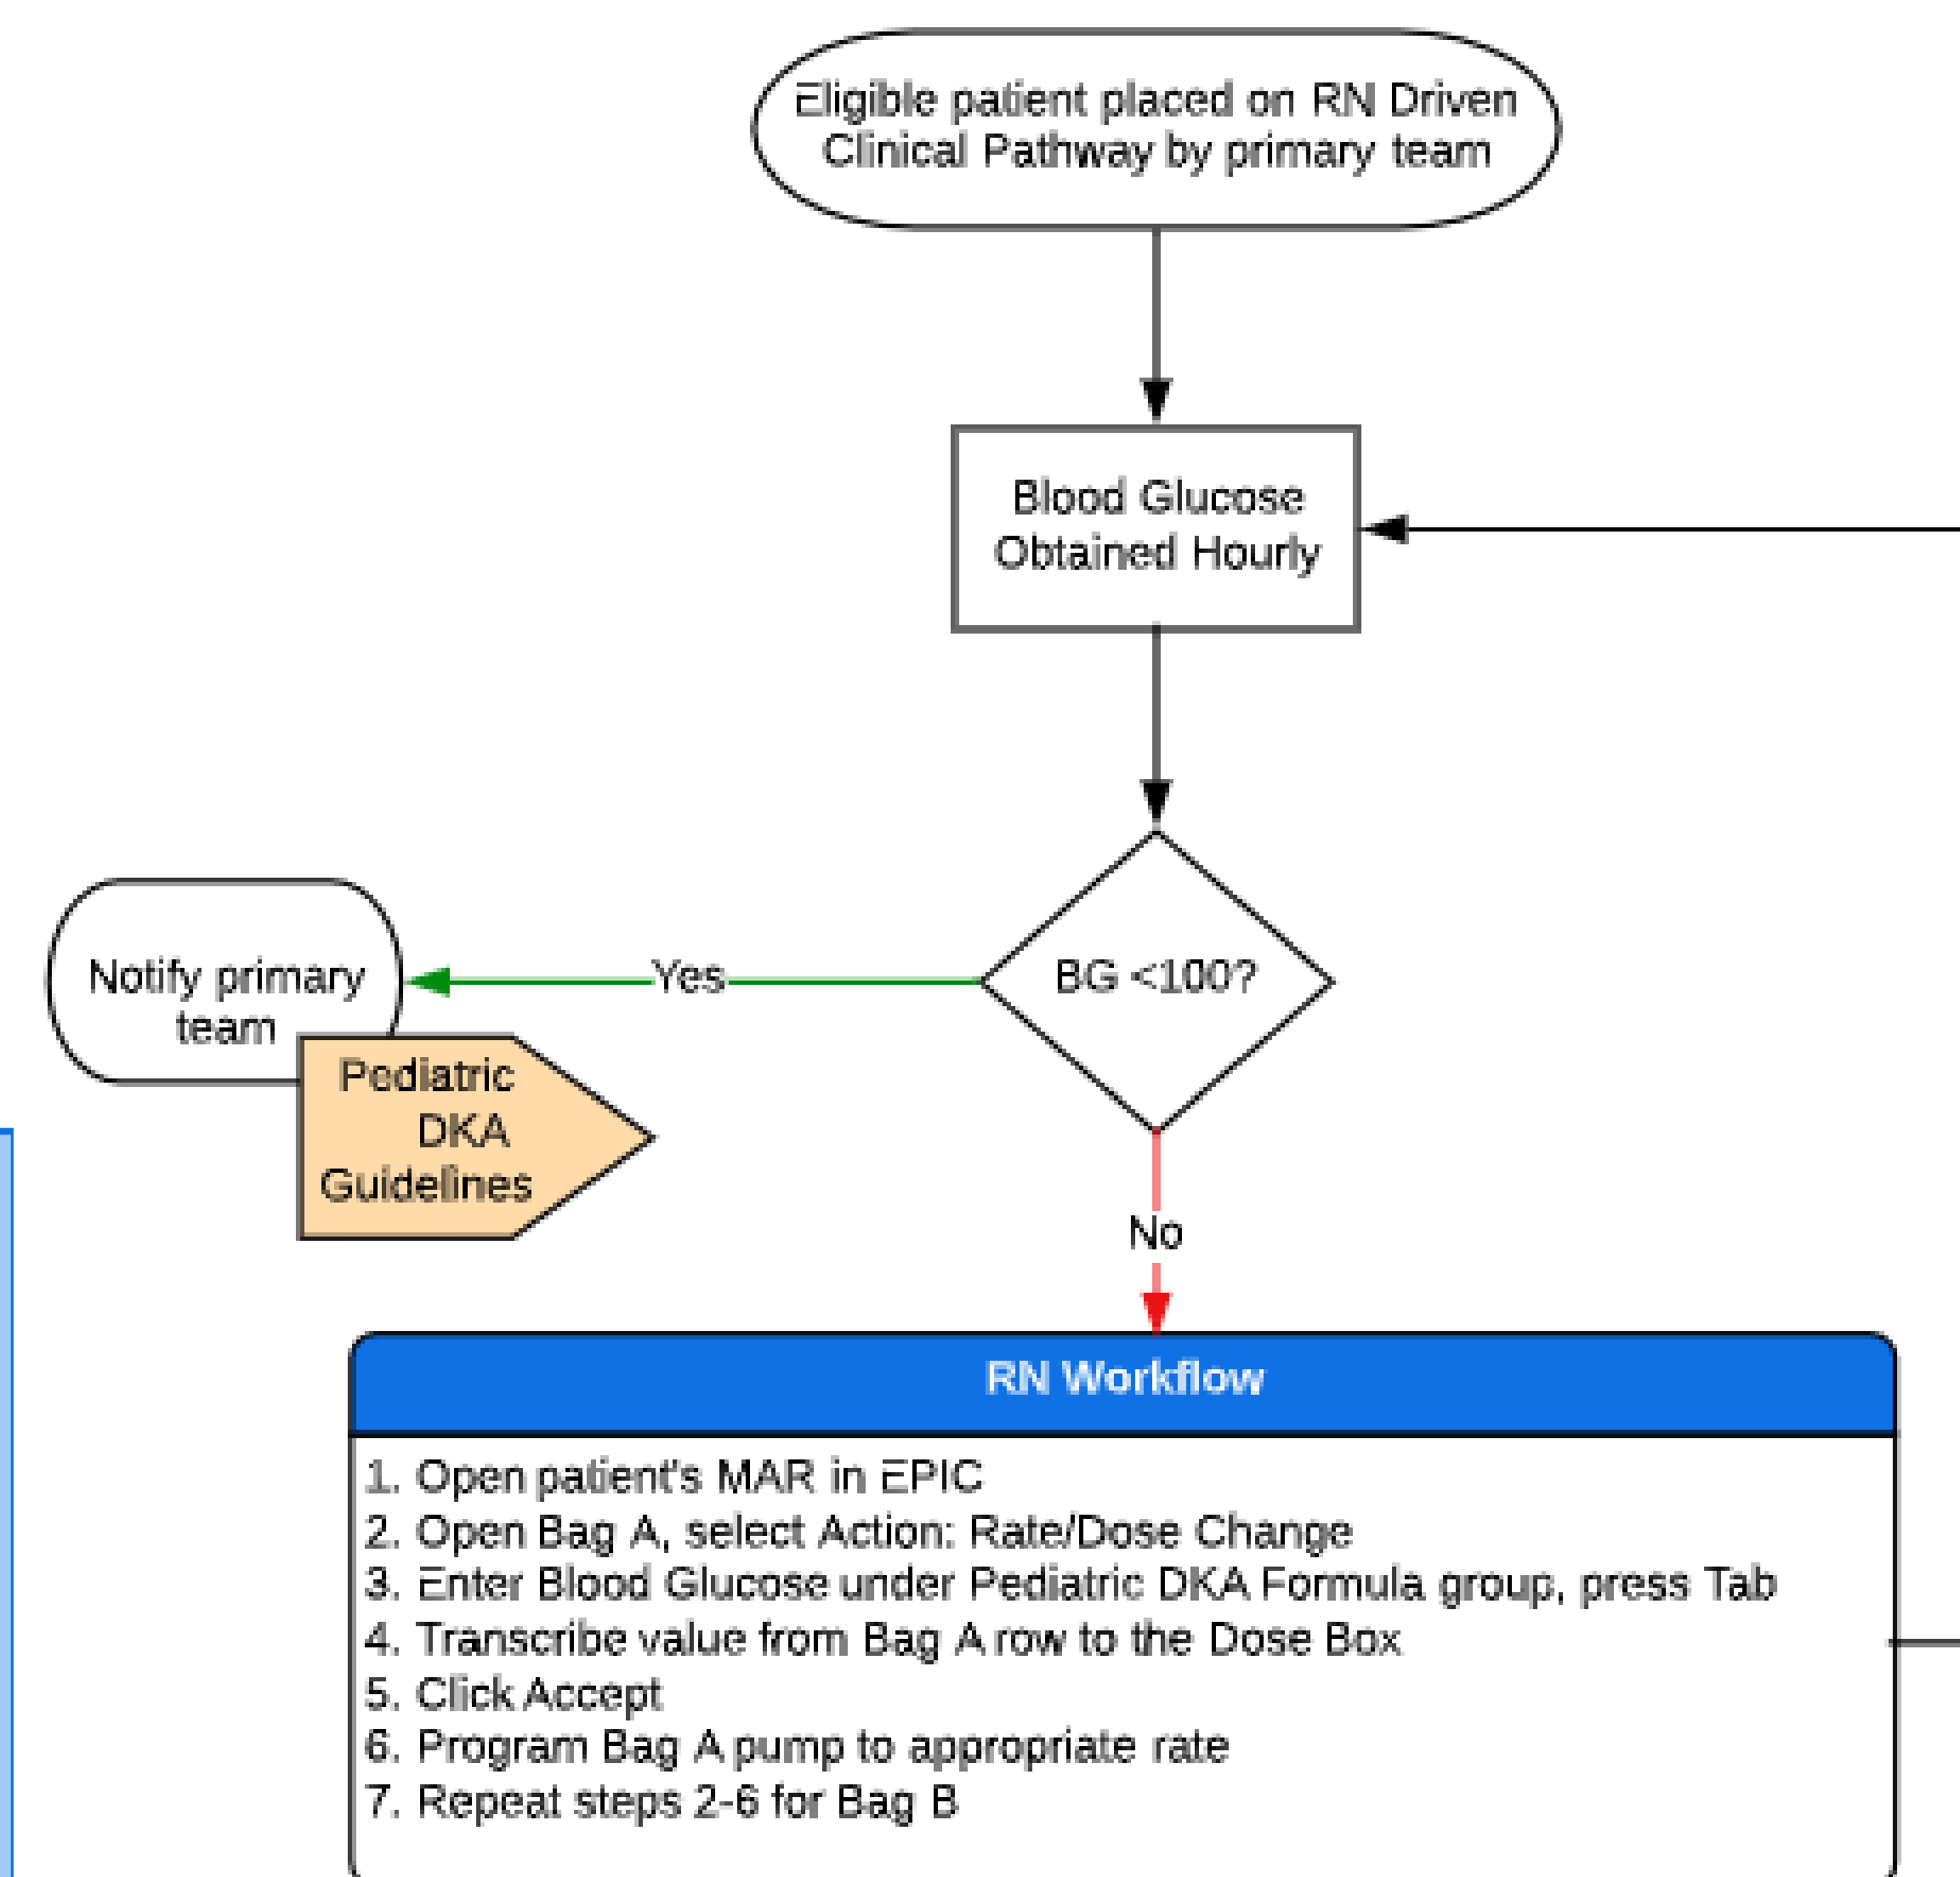 Eligible patient placed on RN Driven
Clinical Pathway by primary team
Blood Glucose
Obtained Hourly
BG <100?
Yes
Notify primary
team
Pediatric
DKA
Guidelines
No
RN Workflow
1. Open patient's MAR in EPIC
2. Open Bag A, select Action: Rate/Dose Change
3. Enter Blood Glucose under Pediatric DKA Formula group, press Tab
4. Transcribe value from Bag A row to the Dose Box
5. Click Accept
6. Program Bag A pump to appropriate rate
7. Repeat steps 2-6 for Bag B